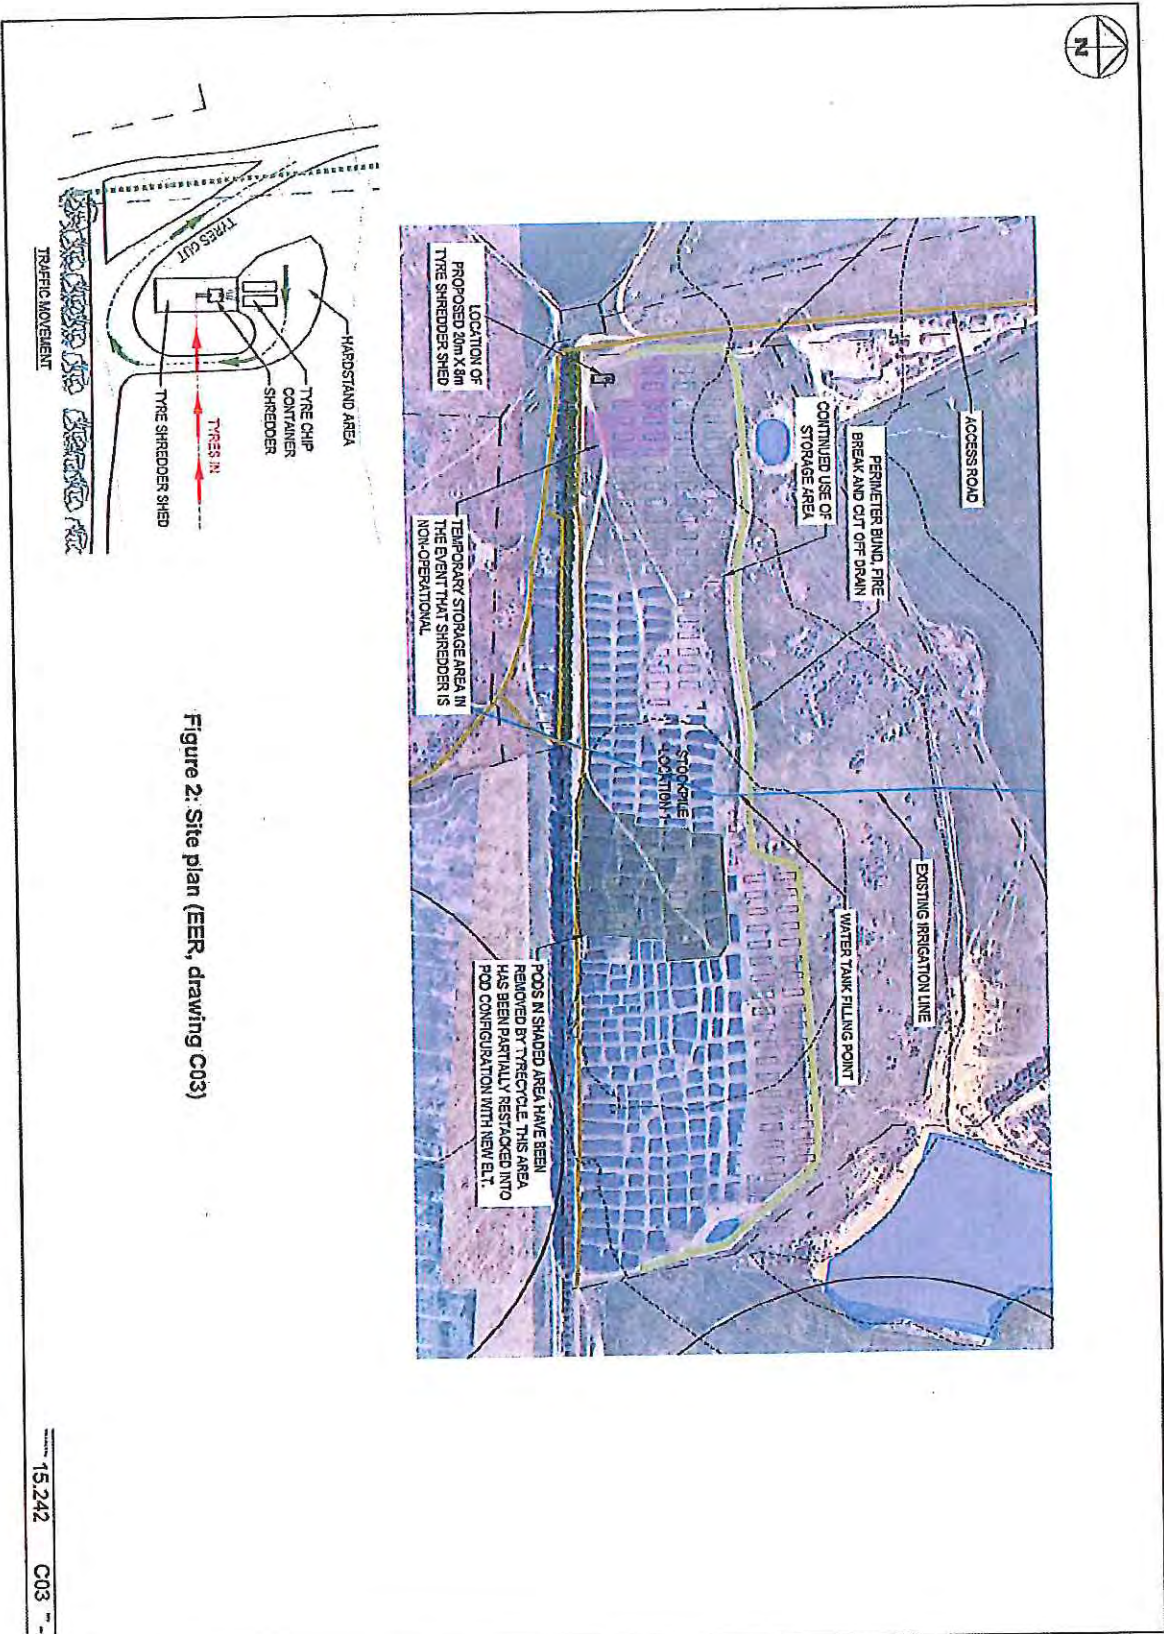 N
ACCESS ROAD
PERIMETER BUND, FIRE
BREAK AND CUT OFF DRAIN
CONTINUED USE OF
STORAGE AREA
EXISTING IRRIGATION LINE
WATER TANK FILLING POINT
STOCKPILE
LOCATION
LOCATION OF
PROPOSED 20m X 8m
TYRE SHREDDER SHED
TEMPORARY STORAGE AREA IN
THE EVENT THAT SHREDDER IS
NON-OPERATIONAL
PODS IN SHADED AREA HAVE BEEN
REMOVED BY TYRECYCLE. THIS AREA
HAS BEEN PARTIALLY RESTACKED INTO
POD CONFIGURATION WITH NEW ELT.
HARDSTAND AREA
TYRE CHIP
CONTAINER
SHREDDER
TYRES IN
TYRE SHREDDER SHED
TYRES OUT
TRAFFIC MOVEMENT
Figure 2: Site plan (EER, drawing C03)
15.242 C03